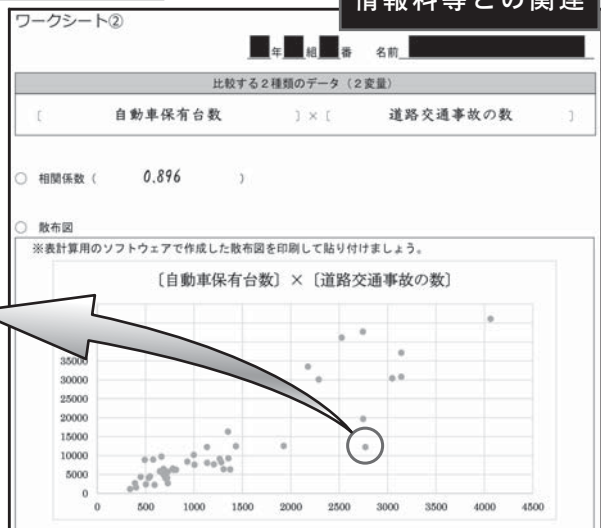 情報科等との関連
ワークシート②
年 組 番 名前
比較する2種類のデータ(2変量)
〔 自動車保有台数 〕×〔 道路交通事故の数 〕
○ 相関係数( 0.896 )
○ 散布図
※表計算用のソフトウェアで作成した散布図を印刷して貼り付けましょう。
〔自動車保有台数〕×〔道路交通事故の数〕
35000
30000
25000
20000
15000
10000
5000
0
0 500 1000 1500 2000 2500 3000 3500 4000 4500